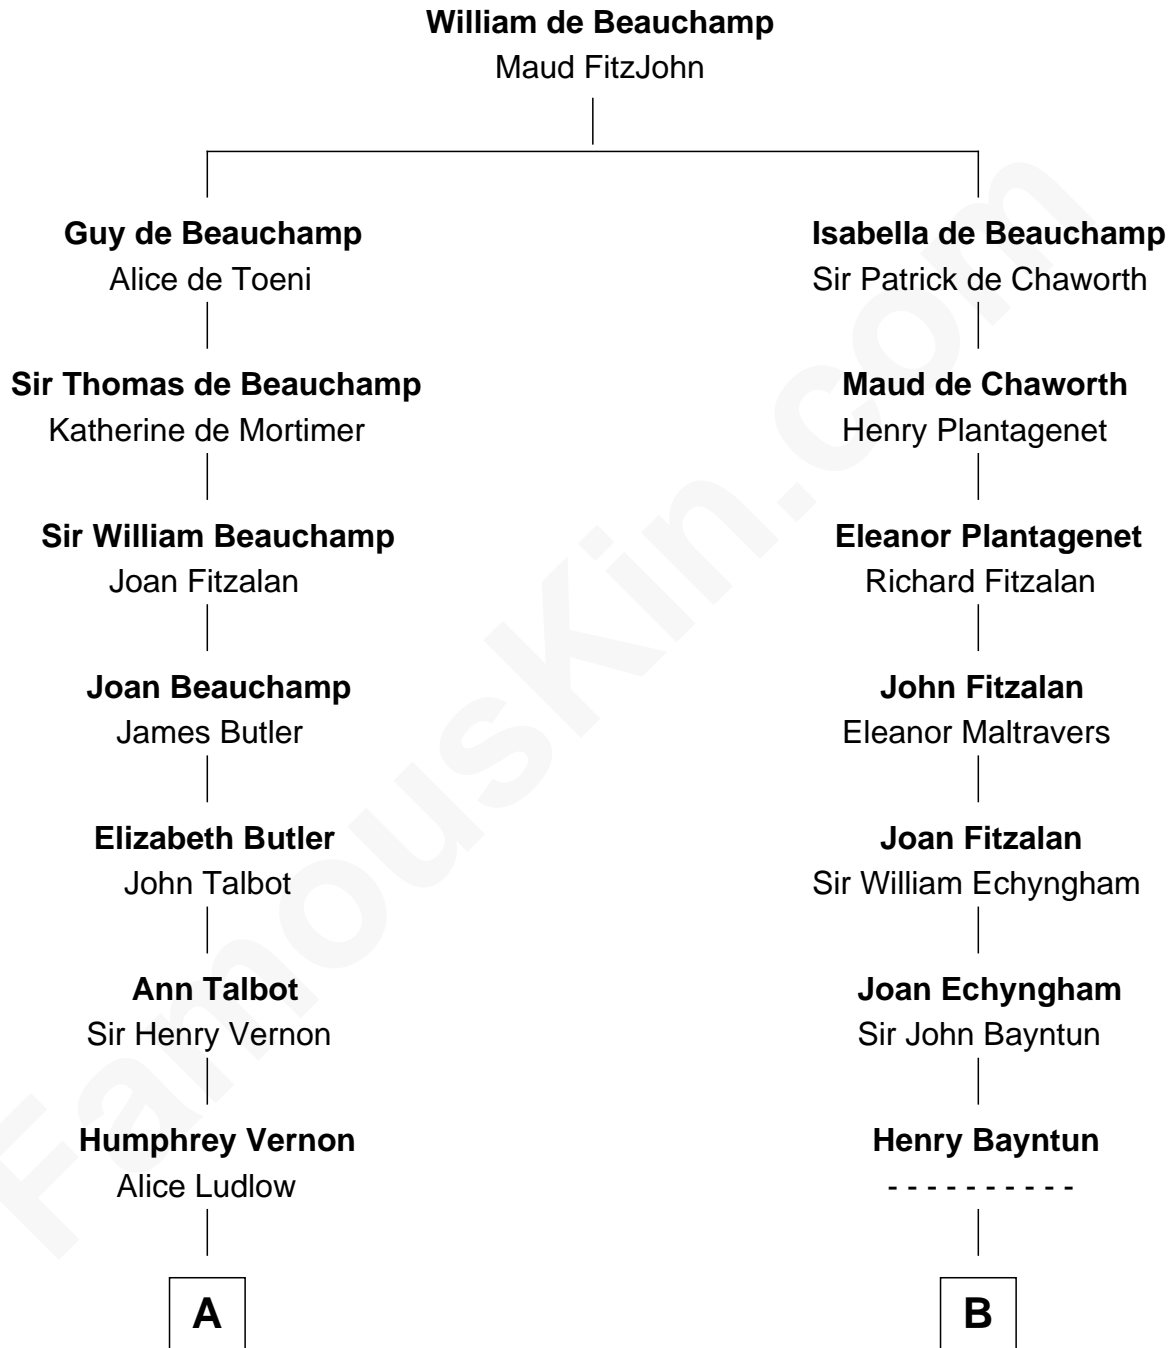 William de Beauchamp
Maud FitzJohn
Guy de Beauchamp
Alice de Toeni
Isabella de Beauchamp
Sir Patrick de Chaworth
Sir Thomas de Beauchamp
Katherine de Mortimer
Maud de Chaworth
Henry Plantagenet
Sir William Beauchamp
Joan Fitzalan
Eleanor Plantagenet
Richard Fitzalan
Joan Beauchamp
James Butler
John Fitzalan
Eleanor Maltravers
Elizabeth Butler
John Talbot
Joan Fitzalan
Sir William Echyngham
Ann Talbot
Sir Henry Vernon
Joan Echyngham
Sir John Bayntun
Humphrey Vernon
Alice Ludlow
Henry Bayntun
- - - - - - - - - -
A
B
FamousKin.com